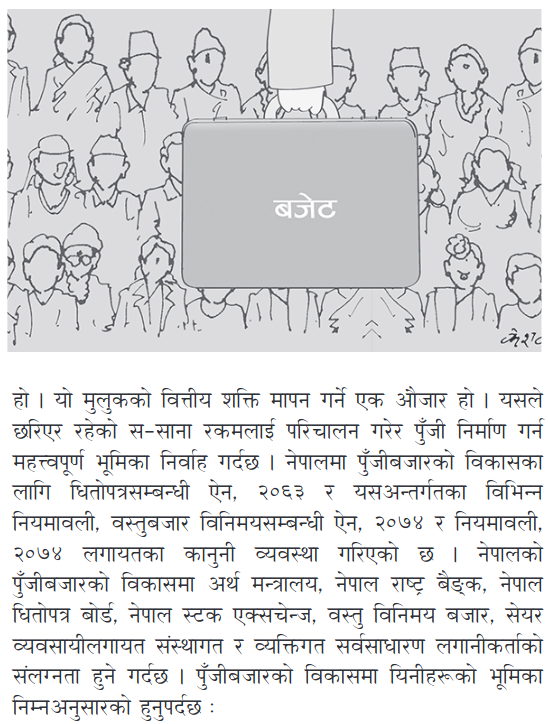 बजेट
हो । यो मुलुकको वित्तीय शक्ति मापन गर्ने एक औजार हो । यसले
छरिएर रहेको स-साना रकमलाई परिचालन गरेर पुँजी निर्माण गर्न
महत्त्वपूर्ण भूमिका निर्वाह गर्दछ । नेपालमा पुँजीबजारको विकासका
लागि धितोपत्रसम्बन्धी ऐन, २०६३ र यसअन्तर्गतका विभिन्न
नियमावली, वस्तुबजार विनिमयसम्बन्धी ऐन, २०७४ र नियमावली,
२०७४ लगायतका कानुनी व्यवस्था गरिएको छ । नेपालको
पुँजीबजारको विकासमा अर्थ मन्त्रालय, नेपाल राष्ट्र बैङ्क, नेपाल
धितोपत्र बोर्ड, नेपाल स्टक एक्सचेन्ज, वस्तु विनिमय बजार, सेयर
व्यवसायीलगायत संस्थागत र व्यक्तिगत सर्वसाधारण लगानीकर्ताको
संलग्नता हुने गर्दछ । पुँजीबजारको विकासमा यिनीहरूको भूमिका
निम्नअनुसारको हुनुपर्दछ :